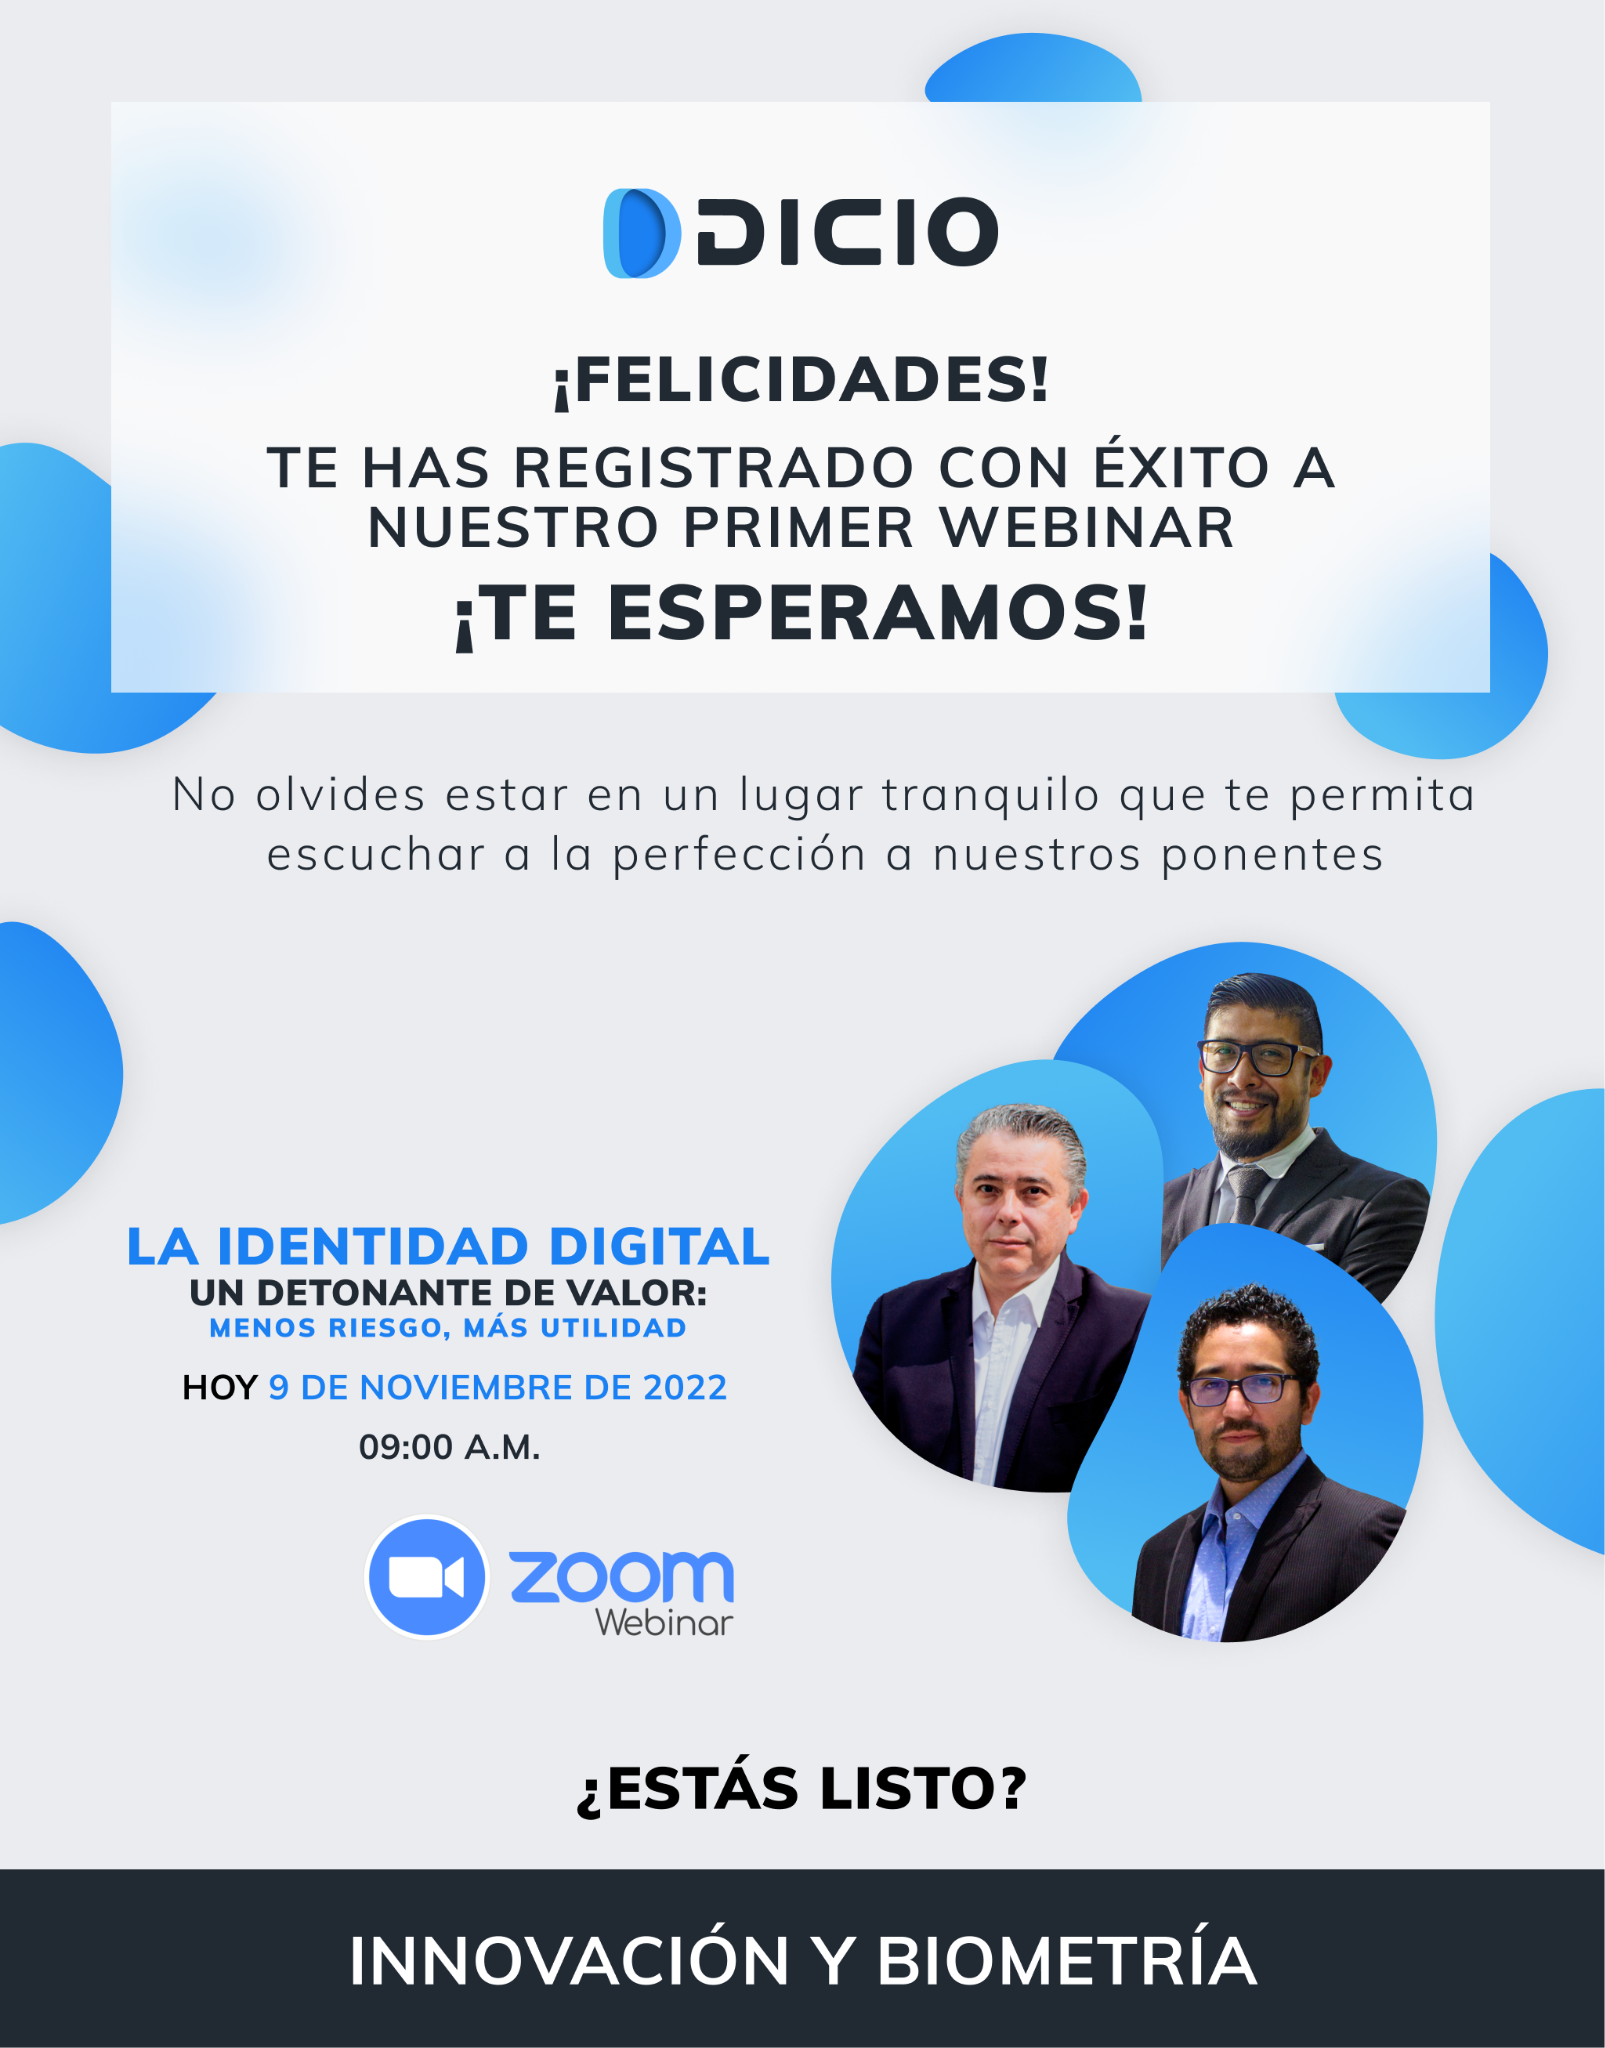 DICIO
¡FELICIDADES!
TE HAS REGISTRADO CON ÉXITO A
NUESTRO PRIMER WEBINAR
¡TE ESPERAMOS!
No olvides estar en un lugar tranquilo que te permita
escuchar a la perfección a nuestros ponentes
LA IDENTIDAD DIGITAL
UN DETONANTE DE VALOR:
MENOS RIESGO, MÁS UTILIDAD
HOY 9 DE NOVIEMBRE DE 2022
09:00 A.M.
zoom
Webinar
¿ESTÁS LISTO?
INNOVACIÓN Y BIOMETRÍA